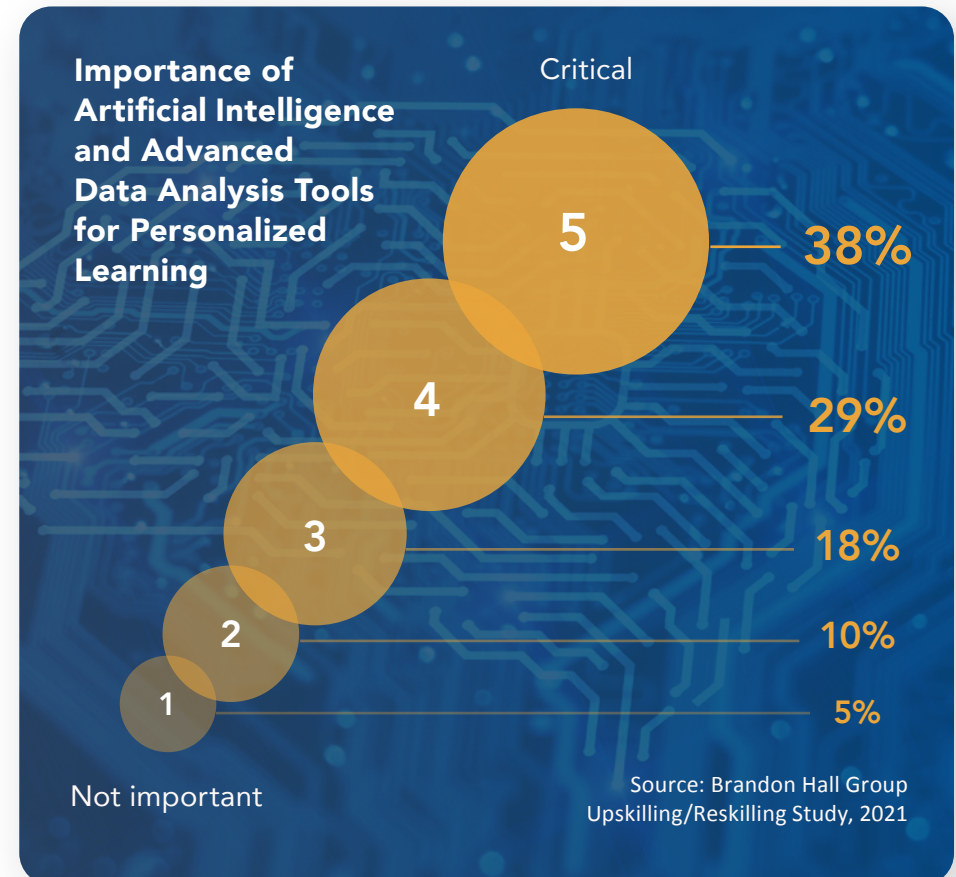 Importance of
Artificial Intelligence
and Advanced
Data Analysis Tools
for Personalized
Learning
Critical
5
38%
4
29%
3
18%
2
10%
1
5%
Not important
Source: Brandon Hall Group
Upskilling/Reskilling Study, 2021